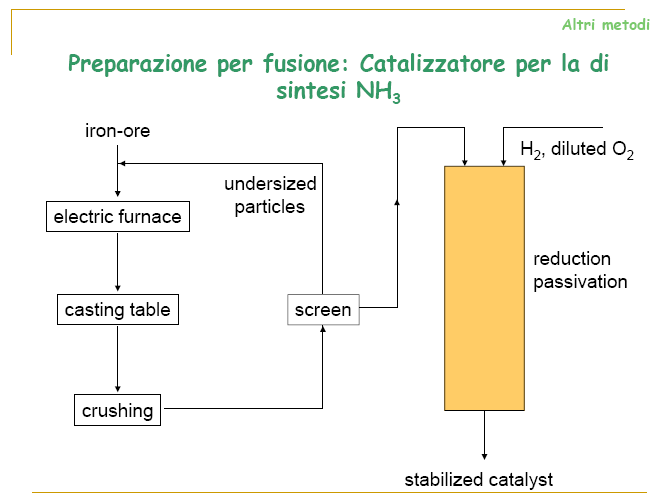 Altri metodi
Preparazione per fusione: Catalizzatore per la di
sintesi NH₃
iron-ore
H₂, diluted O₂
undersized
particles
electric furnace
reduction
passivation
casting table
screen
crushing
stabilized catalyst